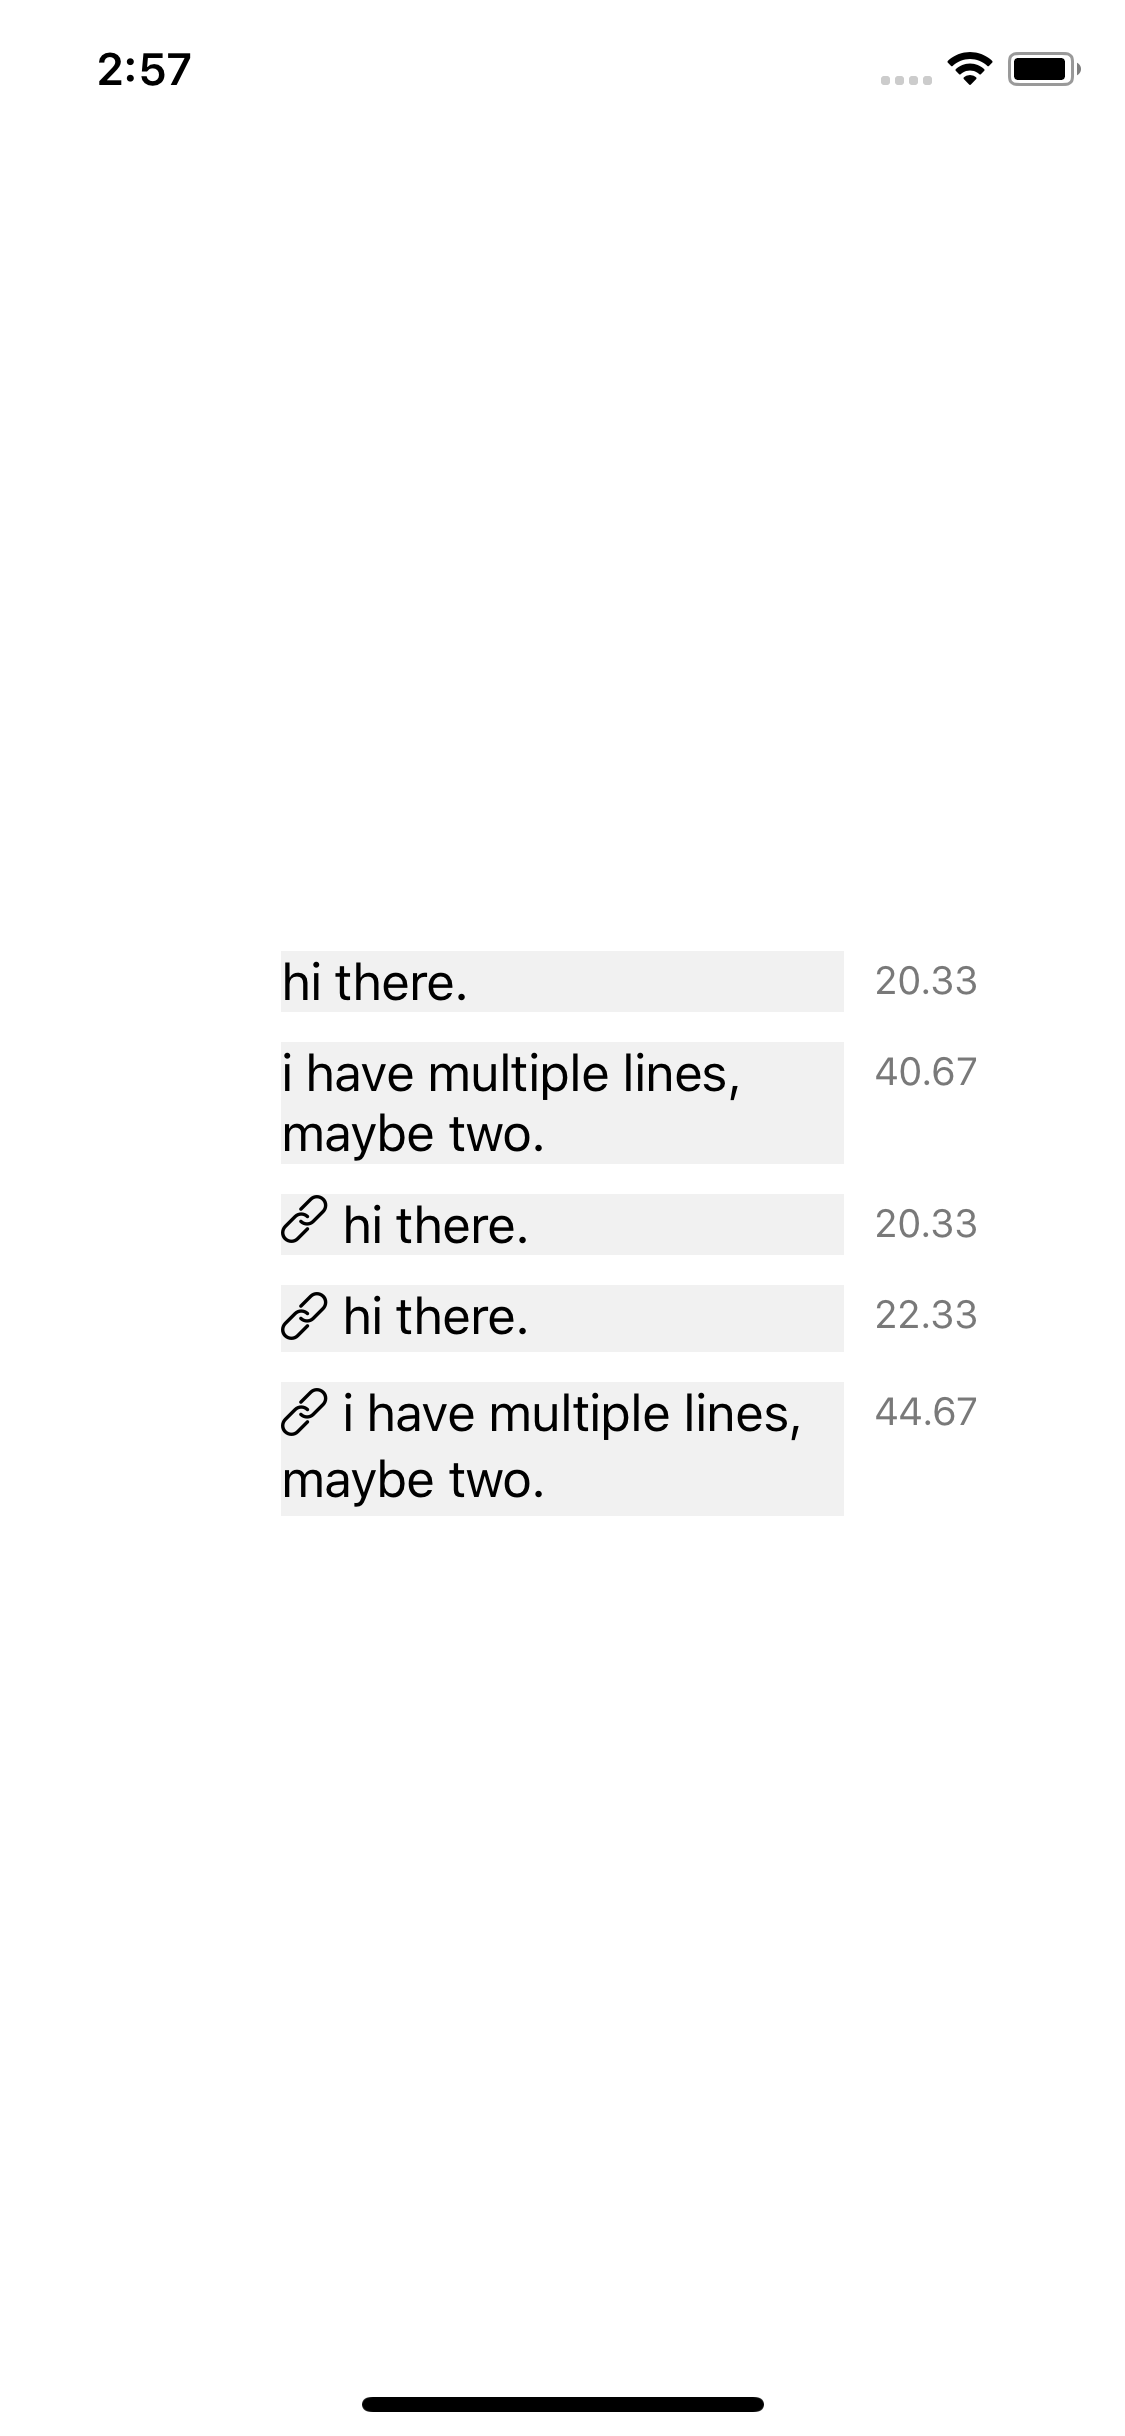 2:57
hi there. 20.33
i have multiple lines, 40.67
maybe two.
hi there. 20.33
hi there. 22.33
i have multiple lines, 44.67
maybe two.